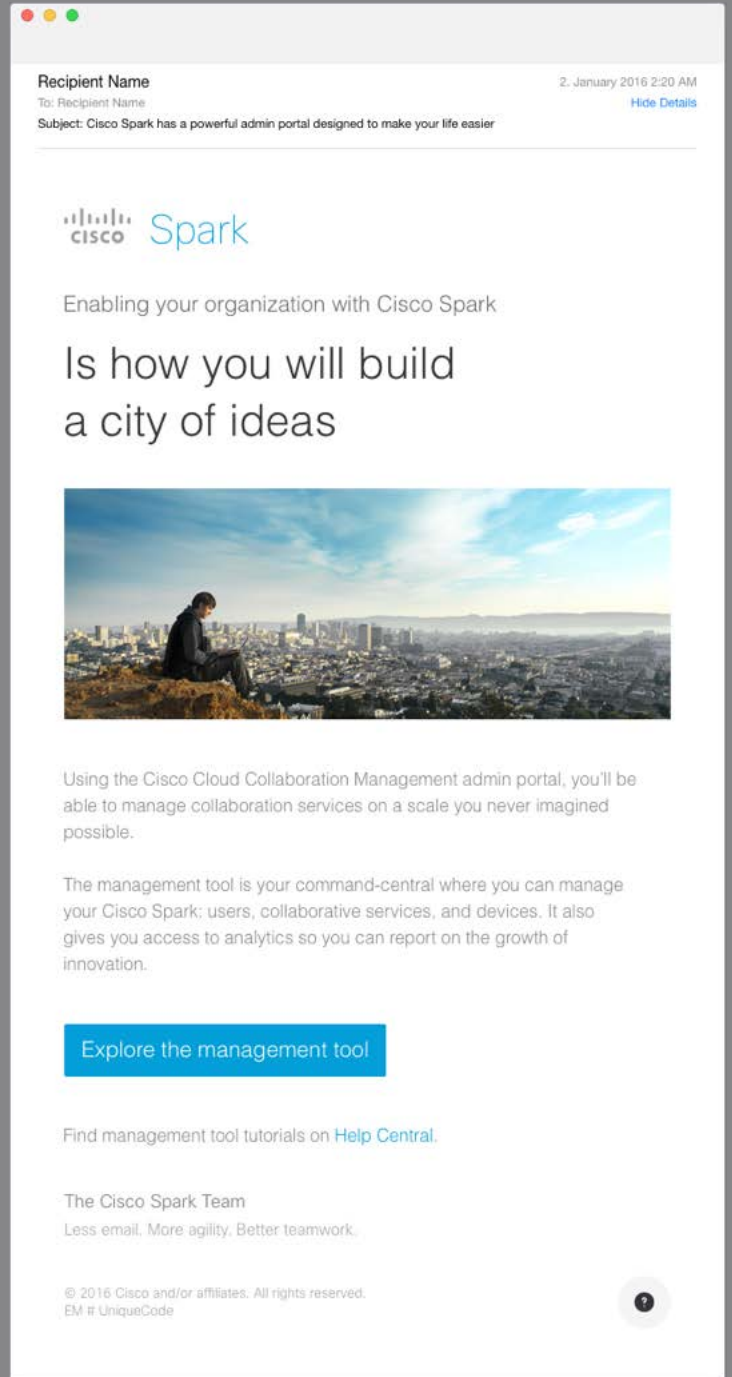 Recipient Name
2. January 2016 2:20 AM
To: Recipient Name
Hide Details
Subject: Cisco Spark has a powerful admin portal designed to make your life easier
CISCO Spark
Enabling your organization with Cisco Spark
Is how you will build
a city of ideas
Using the Cisco Cloud Collaboration Management admin portal, you'll be
able to manage collaboration services on a scale you never imagined
possible.
The management tool is your command-central where you can manage
your Cisco Spark: users, collaborative services, and devices. It also
gives you access to analytics so you can report on the growth of
innovation.
Explore the management tool
Find management tool tutorials on Help Central.
The Cisco Spark Team
Less email. More agility. Better teamwork.
© 2016 Cisco and/or affiliates. All rights reserved.
EM # UniqueCode
?